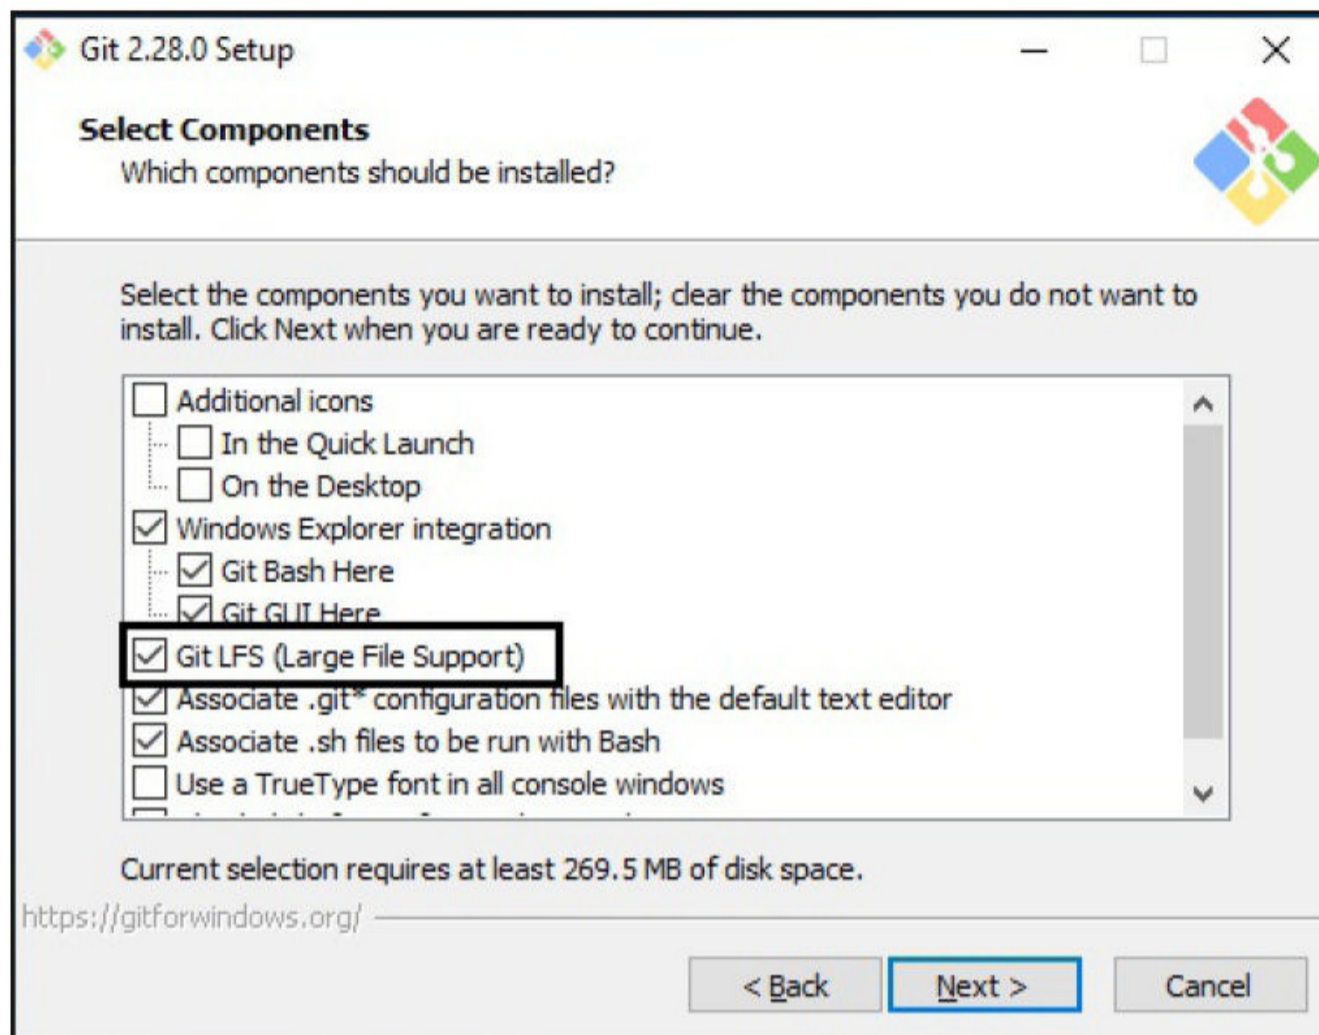 Git 2.28.0 Setup
Select Components
Which components should be installed?
Select the components you want to install; clear the components you do not want to
install. Click Next when you are ready to continue.
Additional icons
In the Quick Launch
On the Desktop
Windows Explorer integration
Git Bash Here
Git GUI Here
Git LFS (Large File Support)
Associate .git* configuration files with the default text editor
Associate .sh files to be run with Bash
Use a TrueType font in all console windows
Current selection requires at least 269.5 MB of disk space.
https://gitforwindows.org/
< Back
Next >
Cancel